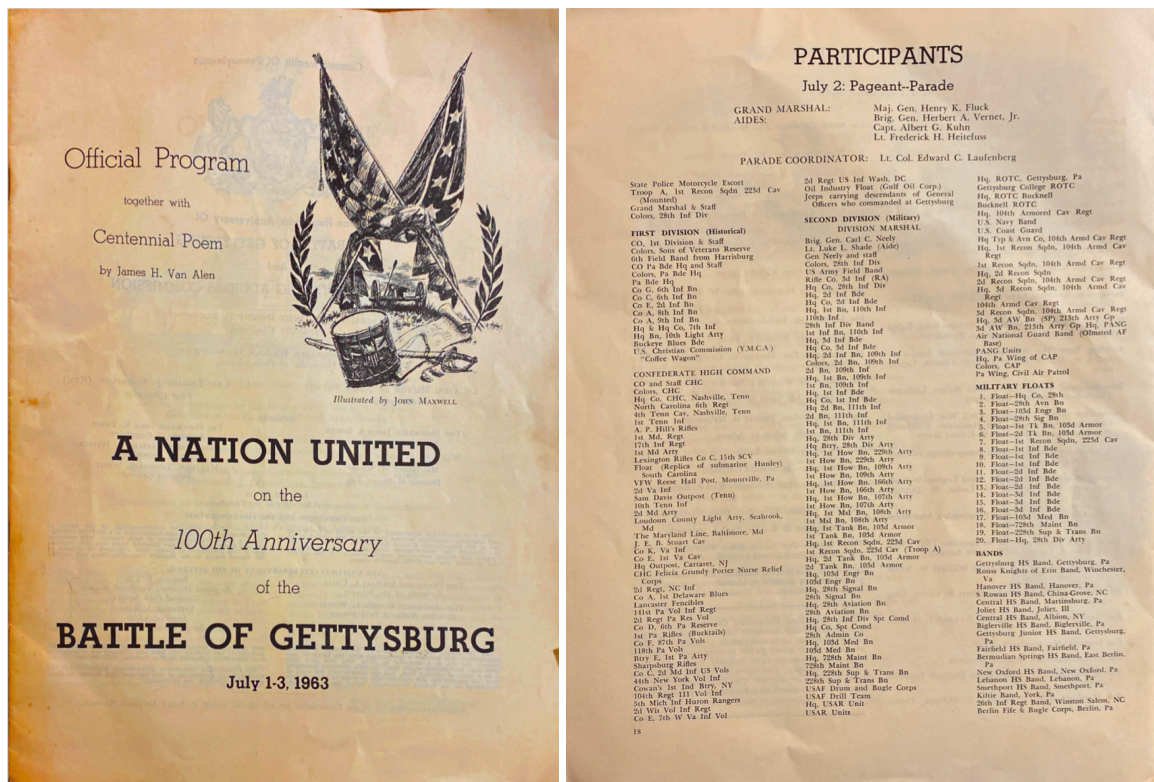 Official Program
together with
Centennial Poem
by James H. Van Alen
Illustrated by JOHN MAXWELL
A NATION UNITED
on the
100th Anniversary
of the
BATTLE OF GETTYSBURG
July 1-3, 1963
PARTICIPANTS
July 2: Pageant--Parade
GRAND MARSHAL: Maj. Gen. Henry K. Fluck
AIDES: Brig. Gen. Herbert A. Vernet, Jr.
Capt. Albert G. Kuhn
Lt. Frederick H. Heitefuss
PARADE COORDINATOR: Lt. Col. Edward C. Laufenberg
State Police Motorcycle Escort
Troop A, 1st Recon Sqdn 223d Cav
(Mounted)
Grand Marshal & Staff
Colors, 28th Inf Div
FIRST DIVISION (Historical)
CO, 1st Division & Staff
Colors, Sons of Veterans Reserve
6th Field Band from Harrisburg
CO Pa Bde Hq and Staff
Colors, Pa Bde Hq
Pa Bde Hq
Co G, 6th Inf Bn
Co C, 6th Inf Bn
Co E, 2d Inf Bn
Co A, 8th Inf Bn
Co A, 9th Inf Bn
Hq & Hq Co, 7th Inf
Hq Bn, 10th Light Arty
Buckeye Blues Bde
U.S. Christian Commission (Y.M.C.A.)
"Coffee Wagon"
CONFEDERATE HIGH COMMAND
CO and Staff CHC
Colors, CHC
Hq Co, CHC, Nashville, Tenn
North Carolina 6th Regt
4th Tenn Cav, Nashville, Tenn
1st Tenn Inf
A. P. Hill's Rifles
1st Md, Regt
17th Inf Regt
1st Md Arty
Lexington Rifles Co C, 15th SCV
Float (Replica of submarine Hunley)
South Carolina
VFW Reese Hall Post, Mountville, Pa
2d Va Inf
Sam Davis Outpost (Tenn)
10th Tenn Inf
2d Md Arty
Loudoun County Light Arty, Seabrook,
Md
The Maryland Line, Baltimore, Md
J. E. B. Stuart Cav
Co K, Va Inf
Co E, 1st Va Cav
Hq Outpost, Cartaret, NJ
CHC Felicia Grundy Porter Nurse Relief
Corps
2d Regt, NC Inf
Co A, 1st Delaware Blues
Lancaster Fencibles
141st Pa Vol Inf Regt
2d Regt Pa Res Vol
Co D, 6th Pa Reserve
1st Pa Rifles (Bucktails)
Co F, 87th Pa Vols
118th Pa Vols
Btry E, 1st Pa Arty
Sharpsburg Rifles
Co C, 2d Md Inf US Vols
44th New York Vol Inf
Cowan's 1st Ind Btry, NY
104th Regt Ill Vol Inf
5th Mich Inf Huron Rangers
2d Wis Vol Inf Regt
Co E, 7th W Va Inf Vol
18
2d Regt US Inf Wash. DC
Oil Industry Float (Gulf Oil Corp.)
Jeeps carrying descendants of General
Officers who commanded at Gettysburg
SECOND DIVISION (Military)
DIVISION MARSHAL
Brig. Gen. Carl C. Neely
Lt. Luke L. Shade (Aide)
Gen Neely and staff
Colors, 28th Inf Div
US Army Field Band
Rifle Co, 3d Inf (RA)
Hq Co, 28th Inf Div
Hq, 2d Inf Bde
Hq Co, 2d Inf Bde
Hq, 1st Bn, 110th Inf
110th Inf
28th Inf Div Band
1st Inf Bn, 110th Inf
Hq, 3d Inf Bde
Hq Co, 3d Inf Bde
Hq, 2d Inf Bn, 109th Inf
Colors, 2d Bn, 109th Inf
2d Bn, 109th Inf
Hq, 1st Bn, 109th Inf
1st Bn, 109th Inf
Hq, 1st Inf Bde
Hq Co, 1st Inf Bde
Hq 2d Bn, 111th Inf
2d Bn, 111th Inf
Hq, 1st Bn, 111th Inf
1st Bn, 111th Inf
Hq, 28th Div Arty
Hq Btry, 28th Div Arty
Hq, 1st How Bn, 229th Arty
1st How Bn, 229th Arty
Hq, 1st How Bn, 109th Arty
1st How Bn, 109th Arty
Hq, 1st How Bn, 166th Arty
1st How Bn, 166th Arty
Hq, 1st How Bn, 107th Arty
1st How Bn, 107th Arty
Hq, 1st Msl Bn, 108th Arty
1st Msl Bn, 108th Arty
Hq, 1st Tank Bn, 103d Armor
1st Tank Bn, 103d Armor
Hq, 1st Recon Sqdn, 223d Cav
1st Recon Sqdn, 223d Cav (Troop A)
Hq, 2d Tank Bn, 103d Armor
2d Tank Bn, 103d Armor
Hq, 103d Engr Bn
103d Engr Bn
Hq, 28th Signal Bn
28th Signal Bn
Hq, 28th Aviation Bn
28th Aviation Bn
Hq, 28th Inf Div Spt Comd
Hq Co, Spt Comd
28th Admin Co
Hq, 103d Med Bn
103d Med Bn
Hq, 728th Maint Bn
728th Maint Bn
Hq, 228th Sup & Trans Bn
228th Sup & Trans Bn
USAF Drum and Bugle Corps
USAF Drill Team
Hq, USAR Unit
USAR Units
Hq, ROTC, Gettysburg, Pa
Gettysburg College ROTC
Hq, ROTC Bucknell
Bucknell ROTC
Hq, 104th Armored Cav Regt
U.S. Navy Band
U.S. Coast Guard
Hq Trp & Avn Co, 104th Armd Cav Regt
Hq, 1st Recon Sqdn, 104th Armd Cav
Regt
1st Recon Sqdn, 104th Armd Cav Regt
Hq, 2d Recon Sqdn
2d Recon Sqdn, 104th Armd Cav Regt
Hq, 3d Recon Sqdn, 104th Armd Cav
Regt
104th Armd Cav Regt
3d Recon Sqdn, 104th Armd Cav Regt
Hq, 3d AW Bn (SP) 213th Arty Gp
3d AW Bn, 213th Arty Gp Hq, PANG
Air National Guard Band (Olmsted AF
Base)
PANG Units
Hq, Pa Wing of CAP
Colors, CAP
Pa Wing, Civil Air Patrol
MILITARY FLOATS
1. Float—Hq Co, 28th
2. Float—28th Avn Bn
3. Float—103d Engr Bn
4. Float—28th Sig Bn
5. Float—1st Tk Bn, 103d Armor
6. Float—2d Tk Bn, 103d Armor
7. Float—1st Recon Sqdn, 223d Cav
8. Float—1st Inf Bde
9. Float—1st Inf Bde
10. Float—1st Inf Bde
11. Float—2d Inf Bde
12. Float—2d Inf Bde
13. Float—2d Inf Bde
14. Float—3d Inf Bde
15. Float—3d Inf Bde
16. Float—3d Inf Bde
17. Float—103d Med Bn
18. Float—728th Maint Bn
19. Float—228th Sup & Trans Bn
20. Float—Hq, 28th Div Arty
BANDS
Gettysburg HS Band, Gettysburg, Pa
Rouss Knights of Erin Band, Winchester,
Va
Hanover HS Band, Hanover, Pa
S Rowan HS Band, China-Grove, NC
Central HS Band, Martinsburg, Pa
Joliet HS Band, Joliet, Ill
Central HS Band, Albion, NY
Biglerville HS Band, Biglerville, Pa
Gettysburg Junior HS Band, Gettysburg,
Pa
Fairfield HS Band, Fairfield, Pa
Bermudian Springs HS Band, East Berlin,
Pa
New Oxford HS Band, New Oxford, Pa
Lebanon HS Band, Lebanon, Pa
Smethport HS Band, Smethport, Pa
Kiltie Band, York, Pa
26th Inf Regt Band, Winston Salem, NC
Berlin Fife & Bugle Corps, Berlin, Pa